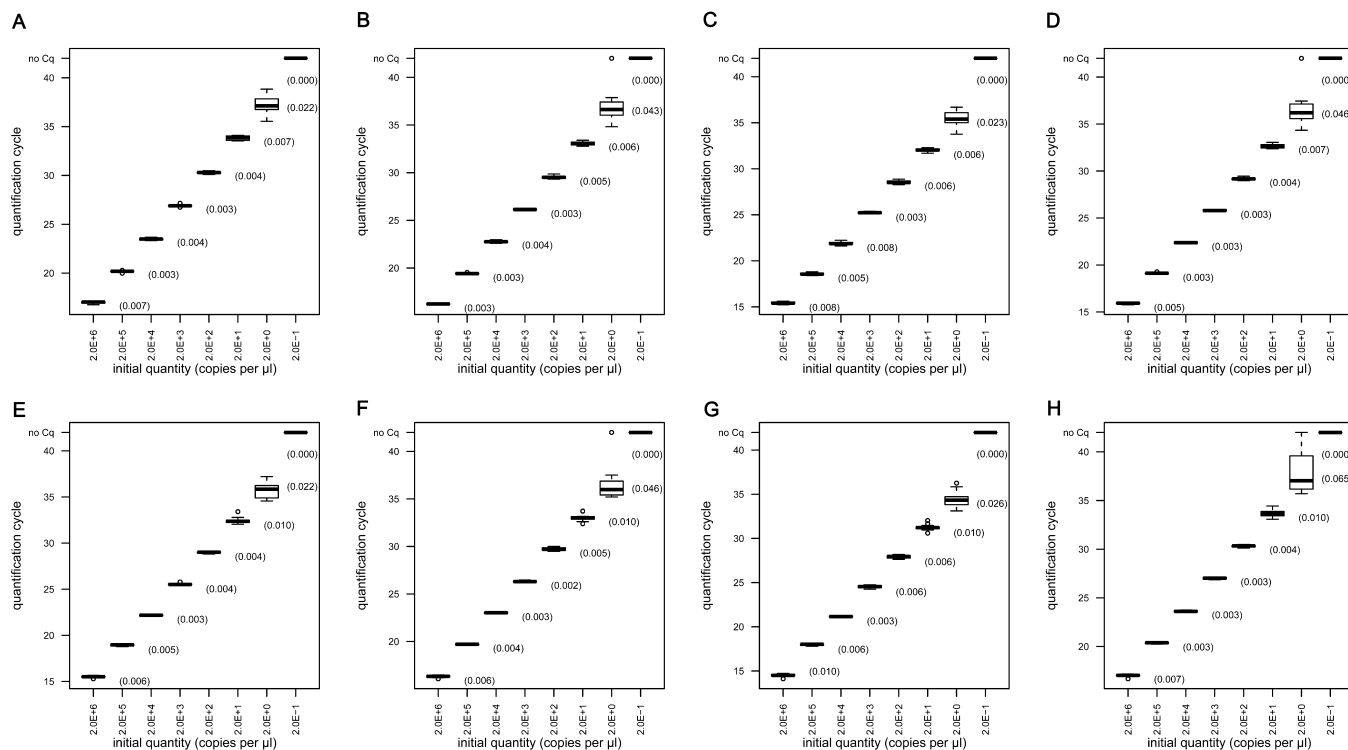 A
quantification cycle
no Cq
40
35
30
25
20
(0.000)
(0.022)
(0.007)
(0.004)
(0.003)
(0.004)
(0.003)
(0.007)
2.0E+6
2.0E+5
2.0E+4
2.0E+3
2.0E+2
2.0E+1
2.0E+0
2.0E−1
initial quantity (copies per µl)
B
quantification cycle
no Cq
40
35
30
25
20
(0.000)
(0.043)
(0.006)
(0.005)
(0.003)
(0.004)
(0.003)
(0.003)
2.0E+6
2.0E+5
2.0E+4
2.0E+3
2.0E+2
2.0E+1
2.0E+0
2.0E−1
initial quantity (copies per µl)
C
quantification cycle
no Cq
40
35
30
25
20
15
(0.000)
(0.023)
(0.006)
(0.006)
(0.003)
(0.008)
(0.005)
(0.008)
2.0E+6
2.0E+5
2.0E+4
2.0E+3
2.0E+2
2.0E+1
2.0E+0
2.0E−1
initial quantity (copies per µl)
D
quantification cycle
no Cq
40
35
30
25
20
15
(0.000
(0.046
(0.007)
(0.004)
(0.003)
(0.003)
(0.003)
(0.005)
2.0E+6
2.0E+5
2.0E+4
2.0E+3
2.0E+2
2.0E+1
2.0E+0
2.0E−1
initial quantity (copies per µl)
E
quantification cycle
no Cq
40
35
30
25
20
15
(0.000)
(0.022)
(0.010)
(0.004)
(0.004)
(0.003)
(0.005)
(0.006)
2.0E+6
2.0E+5
2.0E+4
2.0E+3
2.0E+2
2.0E+1
2.0E+0
2.0E−1
initial quantity (copies per µl)
F
quantification cycle
no Cq
40
35
30
25
20
(0.000)
(0.046)
(0.010)
(0.005)
(0.002)
(0.003)
(0.004)
(0.006)
2.0E+6
2.0E+5
2.0E+4
2.0E+3
2.0E+2
2.0E+1
2.0E+0
2.0E−1
initial quantity (copies per µl)
G
quantification cycle
no Cq
40
35
30
25
20
15
(0.000)
(0.026)
(0.010)
(0.006)
(0.006)
(0.003)
(0.006)
(0.010)
2.0E+6
2.0E+5
2.0E+4
2.0E+3
2.0E+2
2.0E+1
2.0E+0
2.0E−1
initial quantity (copies per µl)
H
quantification cycle
no Cq
40
35
30
25
20
(0.000
(0.065
(0.010)
(0.004)
(0.003)
(0.003)
(0.003)
(0.007)
2.0E+6
2.0E+5
2.0E+4
2.0E+3
2.0E+2
2.0E+1
2.0E+0
2.0E−1
initial quantity (copies per µl)